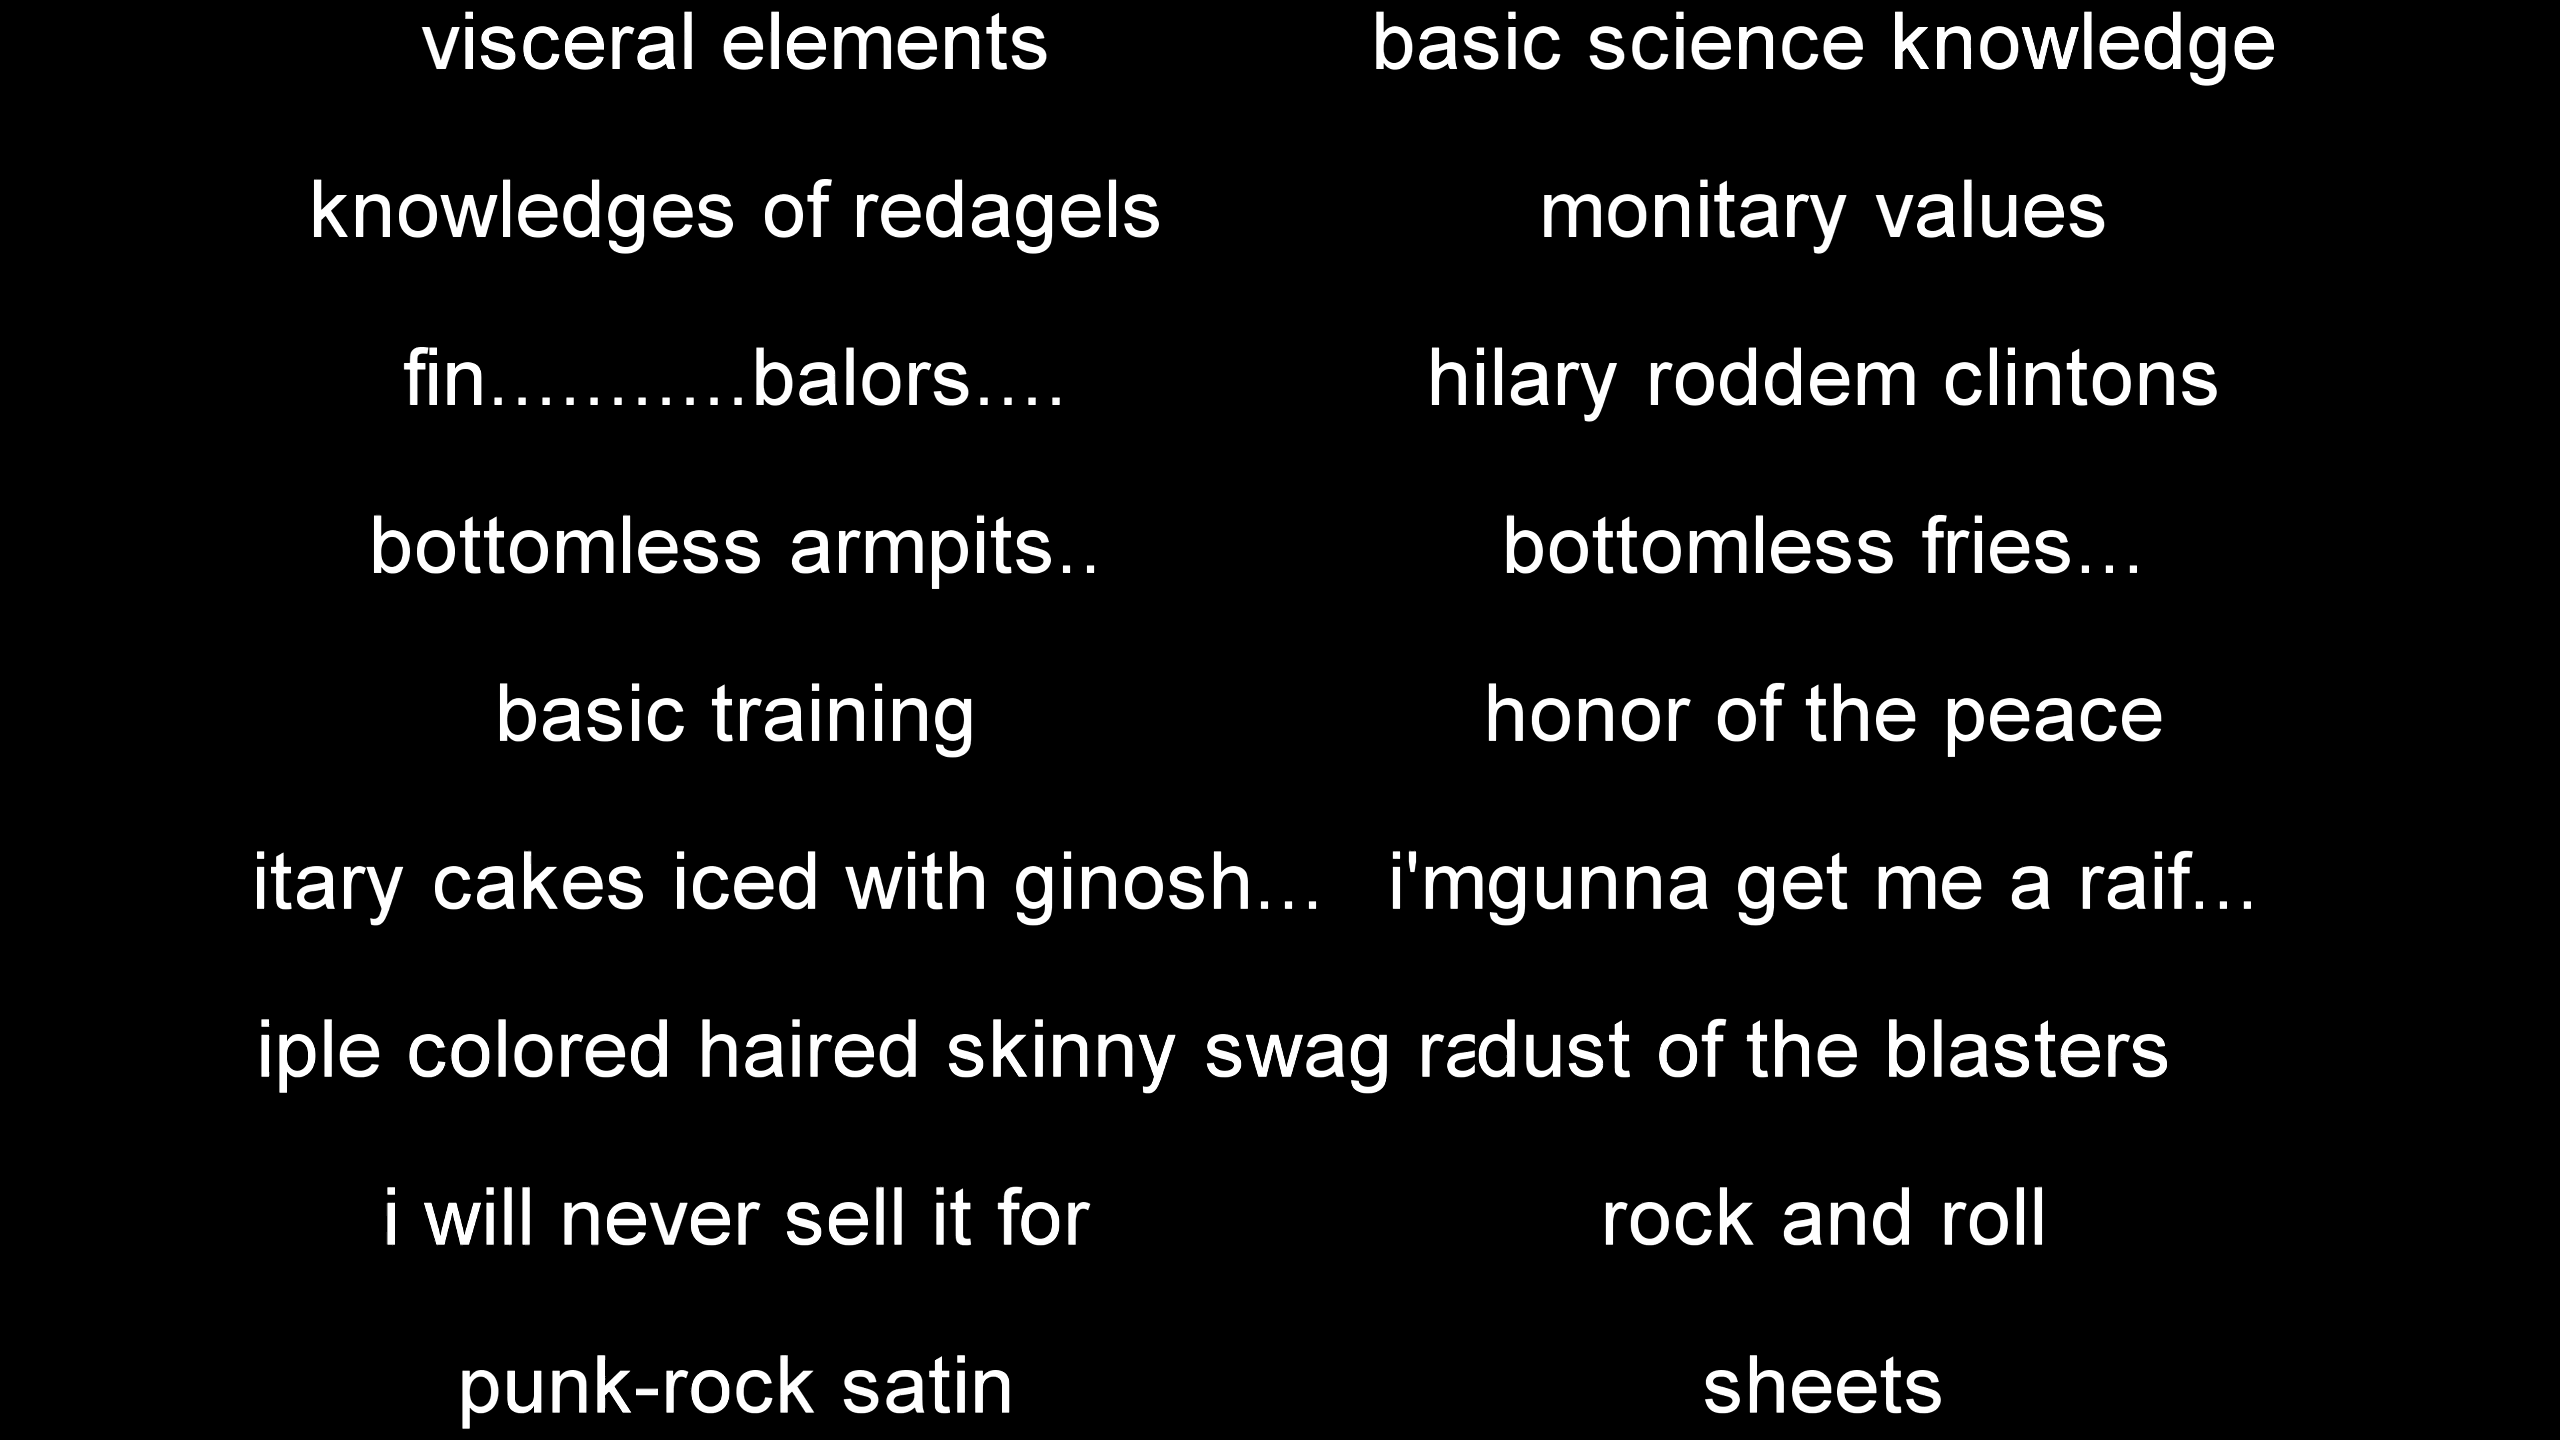 visceral elements basic science knowledge
knowledges of redagels monitary values
fin...........balors.... hilary roddem clintons
bottomless armpits.. bottomless fries...
basic training honor of the peace
itary cakes iced with ginosh... i'mgunna get me a raif...
iple colored haired skinny swag ra dust of the blasters
i will never sell it for rock and roll
punk-rock satin sheets